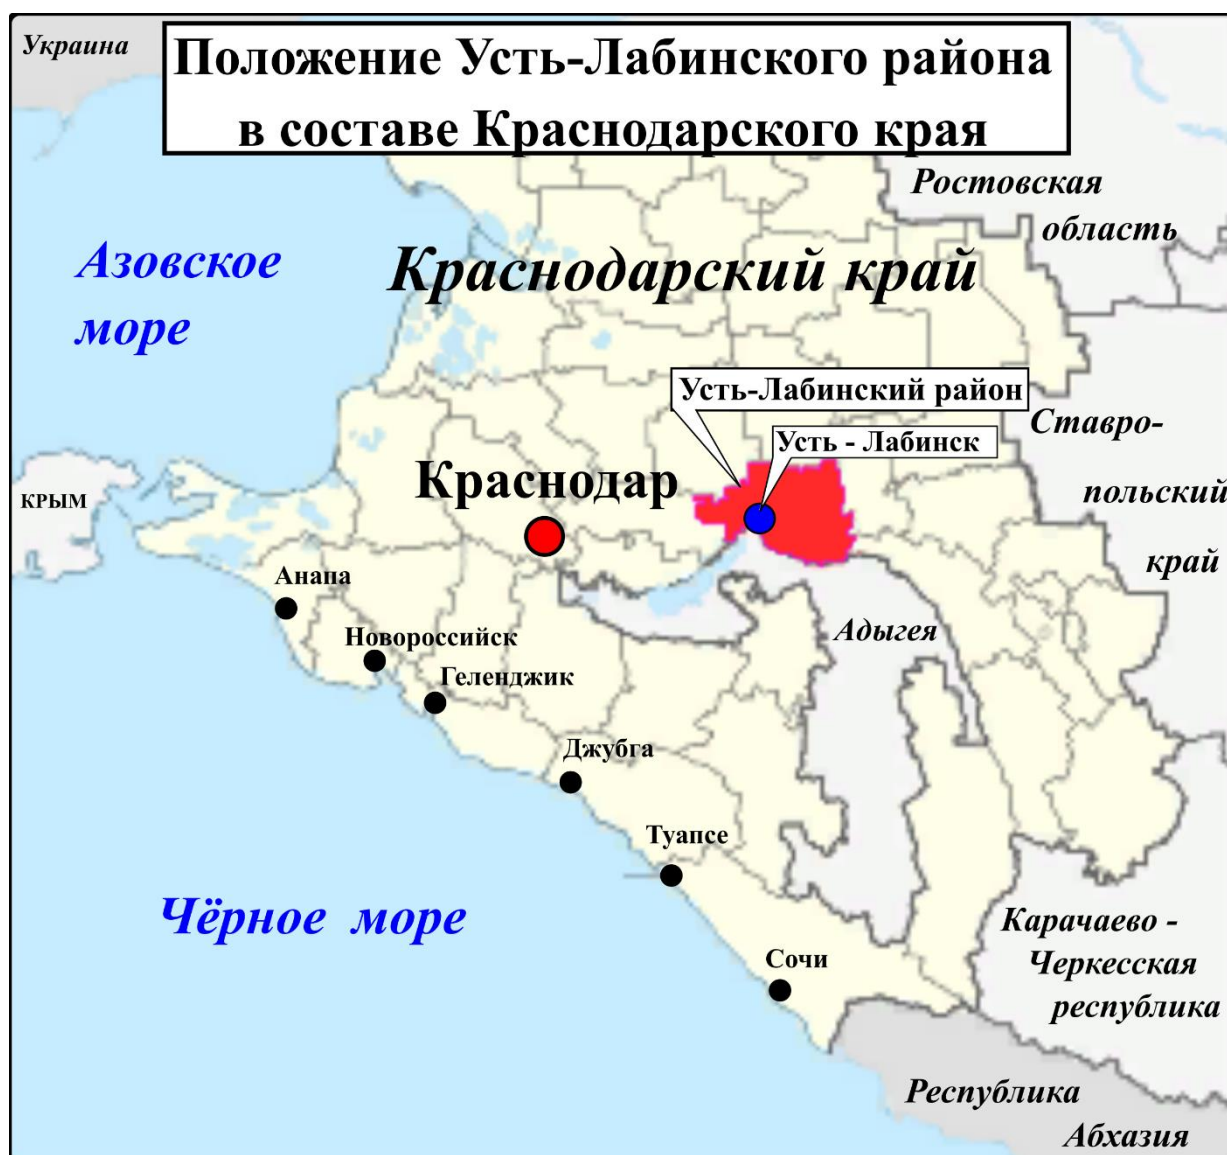 Украина
Положение Усть-Лабинского района
в составе Краснодарского края
Ростовская
область
Азовское
море
Краснодарский край
Усть-Лабинский район
Усть - Лабинск
Ставро-
польский
край
Краснодар
КРЫМ
Анапа
Новороссийск
Геленджик
Адыгея
Джубга
Туапсе
Чёрное море
Сочи
Карачаево -
Черкесская
республика
Республика
Абхазия